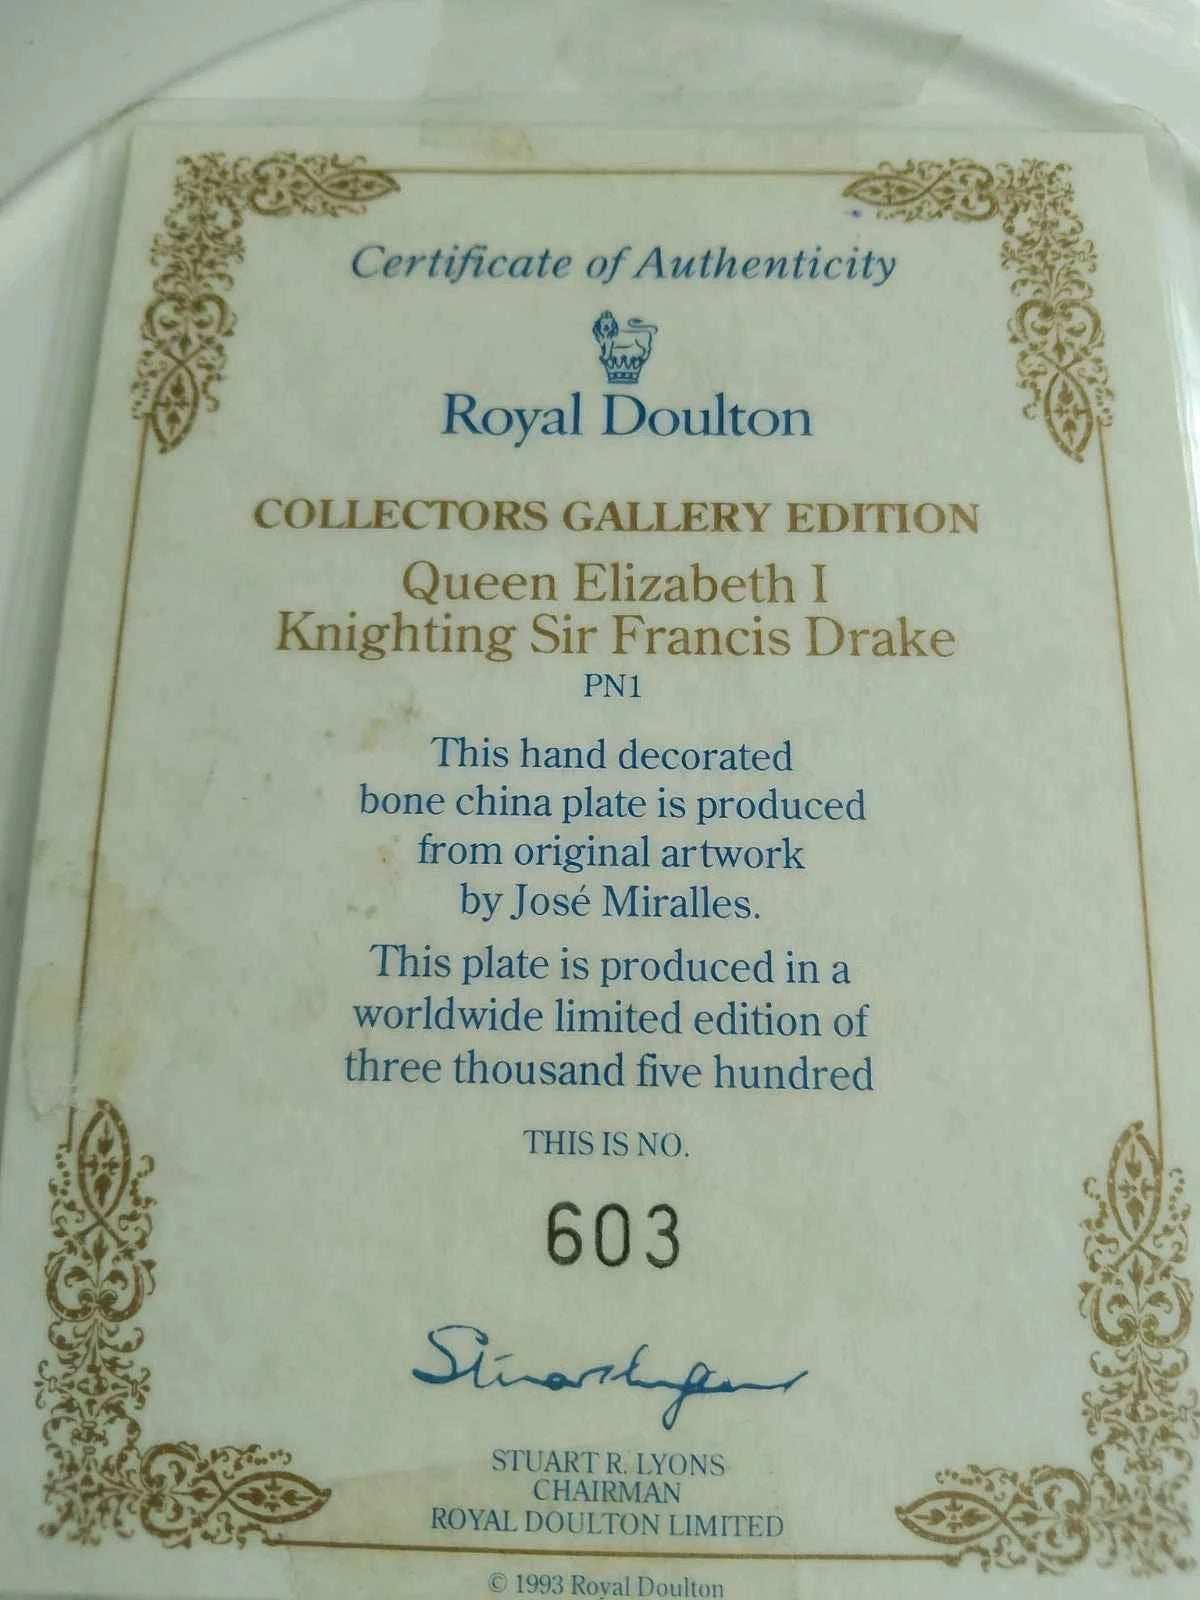 Certificate of Authenticity
Royal Doulton
COLLECTORS GALLERY EDITION
Queen Elizabeth I
Knighting Sir Francis Drake
PN1
This hand decorated
bone china plate is produced
from original artwork
by José Miralles.
This plate is produced in a
worldwide limited edition of
three thousand five hundred
THIS IS NO.
603
Stuart Lyons
STUART R. LYONS
CHAIRMAN
ROYAL DOULTON LIMITED
© 1993 Royal Doulton